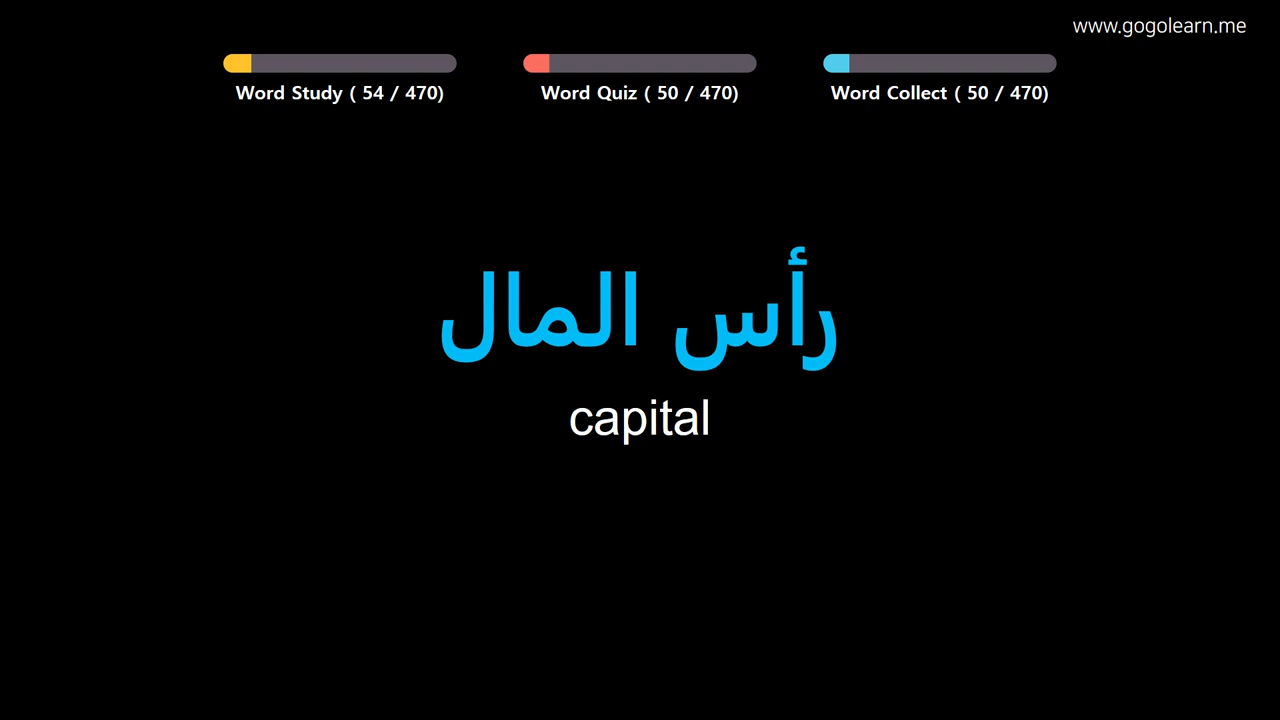 www.gogolearn.me
Word Study ( 54 / 470)
Word Quiz ( 50 / 470)
Word Collect ( 50 / 470)
رأس المال
capital